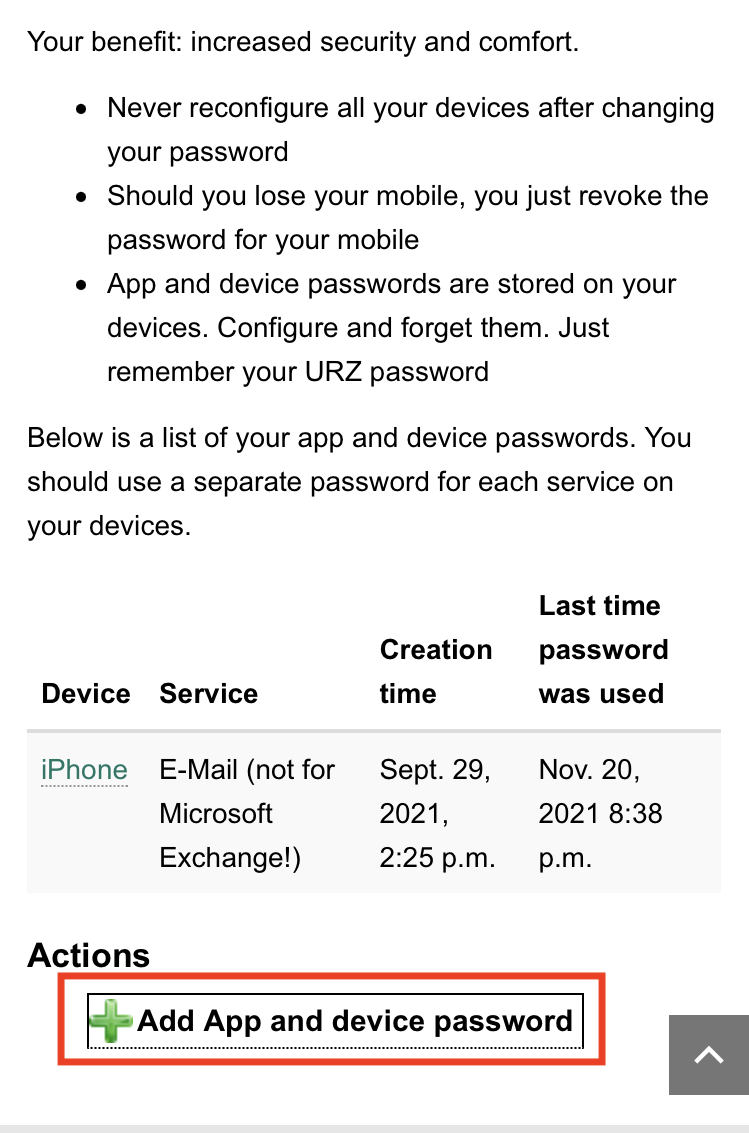 Your benefit: increased security and comfort.
Never reconfigure all your devices after changing
your password
Should you lose your mobile, you just revoke the
password for your mobile
App and device passwords are stored on your
devices. Configure and forget them. Just
remember your URZ password
Below is a list of your app and device passwords. You
should use a separate password for each service on
your devices.
Device
Service
Creation
time
Last time
password
was used
iPhone
E-Mail (not for
Microsoft
Exchange!)
Sept. 29,
2021,
2:25 p.m.
Nov. 20,
2021 8:38
p.m.
Actions
Add App and device password